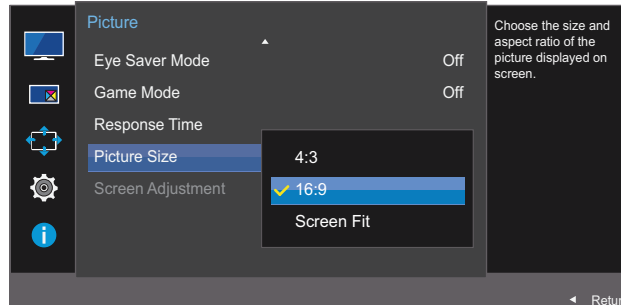 Picture
Eye Saver Mode Off
Game Mode Off
Response Time
Picture Size
Screen Adjustment
4:3
16:9
Screen Fit
Choose the size and
aspect ratio of the
picture displayed on
screen.
Retur